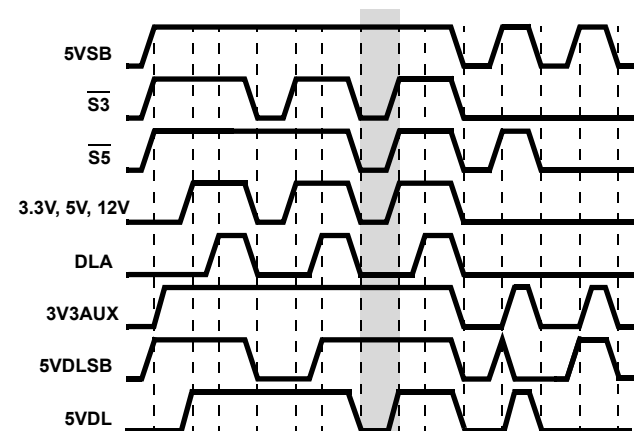 5VSB
S3
S5
3.3V, 5V, 12V
DLA
3V3AUX
5VDLSB
5VDL